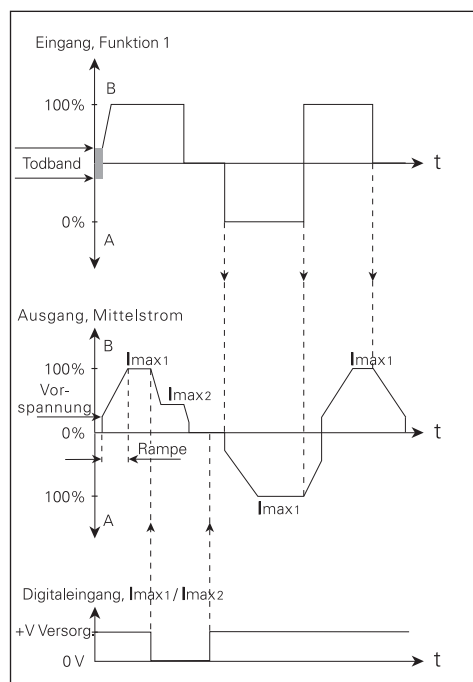 Eingang, Funktion 1
B
100%
Todband
t
0%
A
Ausgang, Mittelstrom
B
100%
Imax1
Imax1
Imax2
Vor-
spannung
0%
t
Rampe
100%
Imax1
A
Digitaleingang, Imax1 / Imax2
+V Versorg.
0 V
t